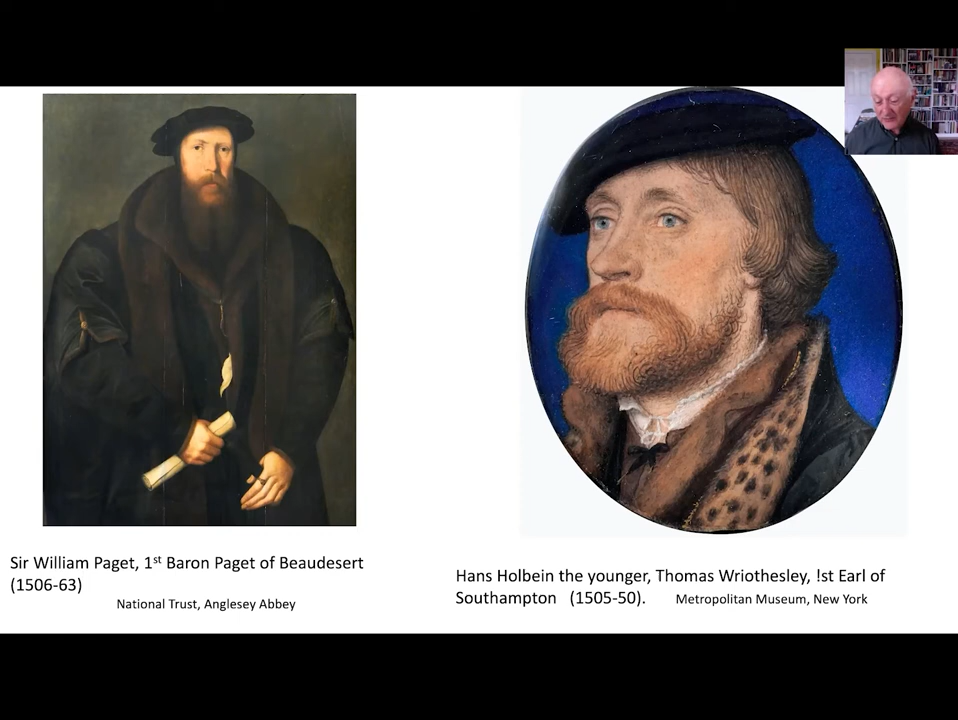 Sir William Paget, 1st Baron Paget of Beaudesert
(1506-63)
National Trust, Anglesey Abbey
Hans Holbein the younger, Thomas Wriothesley, !st Earl of
Southampton (1505-50). Metropolitan Museum, New York